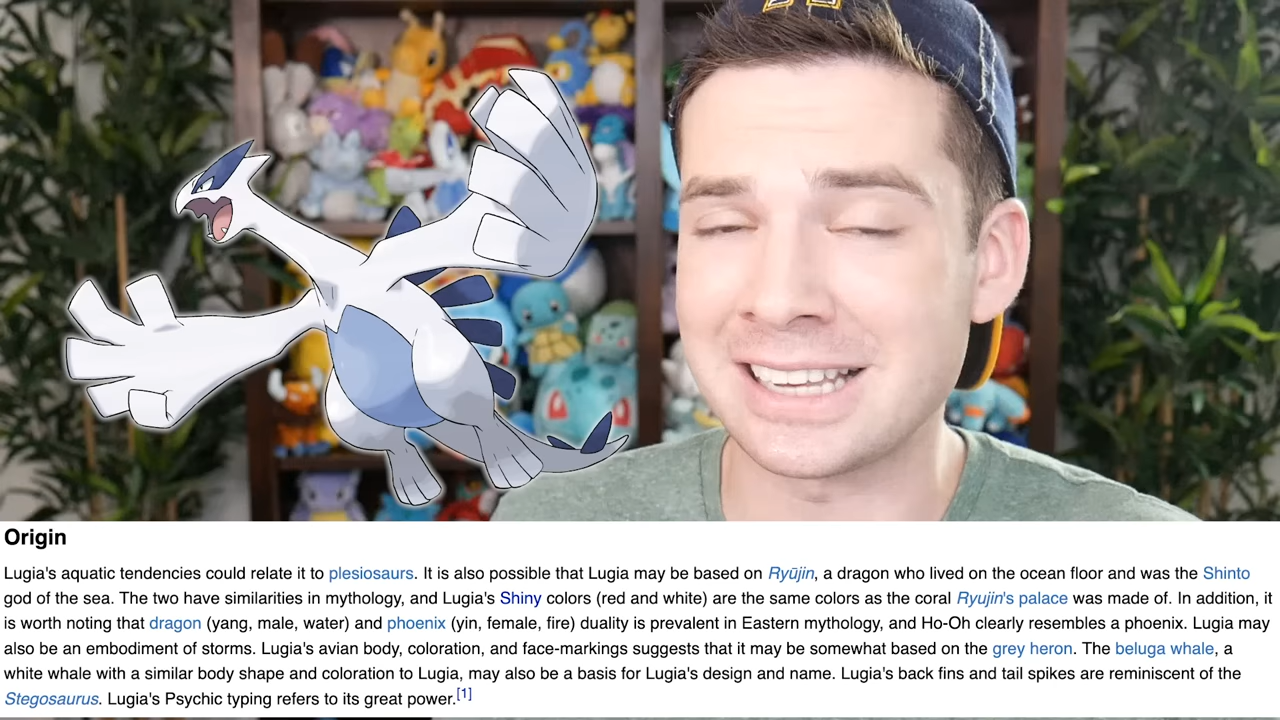 Origin
Lugia's aquatic tendencies could relate it to plesiosaurs. It is also possible that Lugia may be based on Ryūjin, a dragon who lived on the ocean floor and was the Shinto
god of the sea. The two have similarities in mythology, and Lugia's Shiny colors (red and white) are the same colors as the coral Ryujin's palace was made of. In addition, it
is worth noting that dragon (yang, male, water) and phoenix (yin, female, fire) duality is prevalent in Eastern mythology, and Ho-Oh clearly resembles a phoenix. Lugia may
also be an embodiment of storms. Lugia's avian body, coloration, and face-markings suggests that it may be somewhat based on the grey heron. The beluga whale, a
white whale with a similar body shape and coloration to Lugia, may also be a basis for Lugia's design and name. Lugia's back fins and tail spikes are reminiscent of the
Stegosaurus. Lugia's Psychic typing refers to its great power.[1]